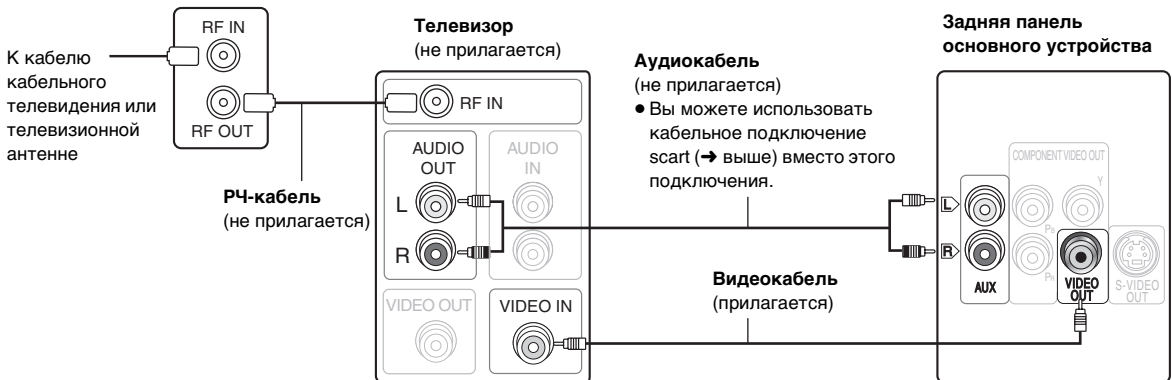 К кабелю
кабельного
телевидения или
телевизионной
антенне
RF IN
RF OUT
РЧ-кабель
(не прилагается)
Телевизор
(не прилагается)
RF IN
AUDIO
OUT
L
R
AUDIO
IN
VIDEO OUT
VIDEO IN
Аудиокабель
(не прилагается)
● Вы можете использовать
кабельное подключение
scart (➜ выше) вместо этого
подключения.
Видеокабель
(прилагается)
Задняя панель
основного устройства
L
R
AUX
COMPONENT VIDEO OUT
Y
PB
PR
VIDEO
OUT
S-VIDEO
OUT